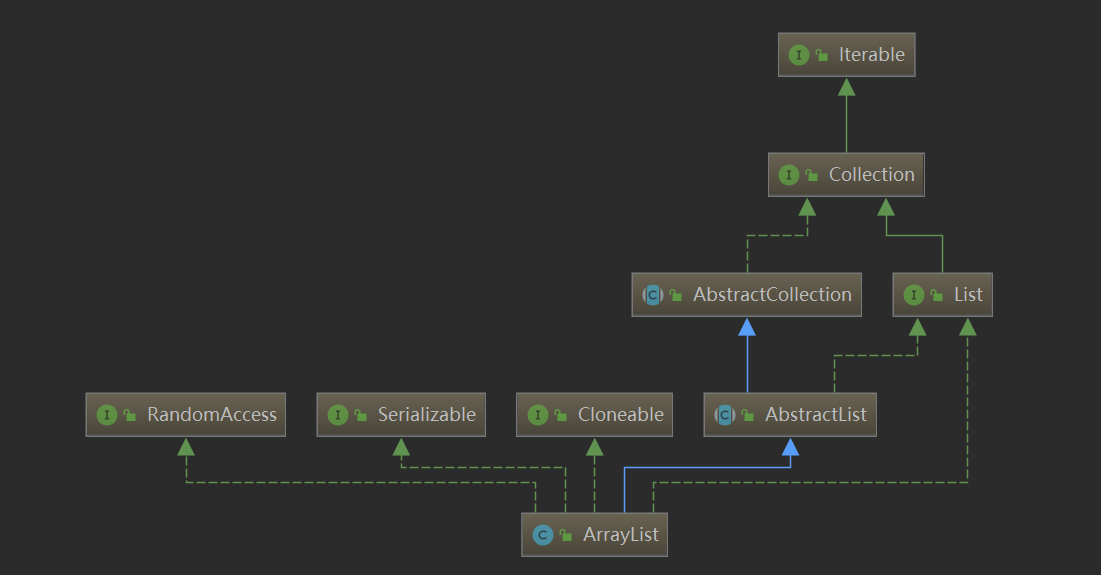 I Iterable
I Collection
C AbstractCollection
I List
I RandomAccess
I Serializable
I Cloneable
C AbstractList
C ArrayList